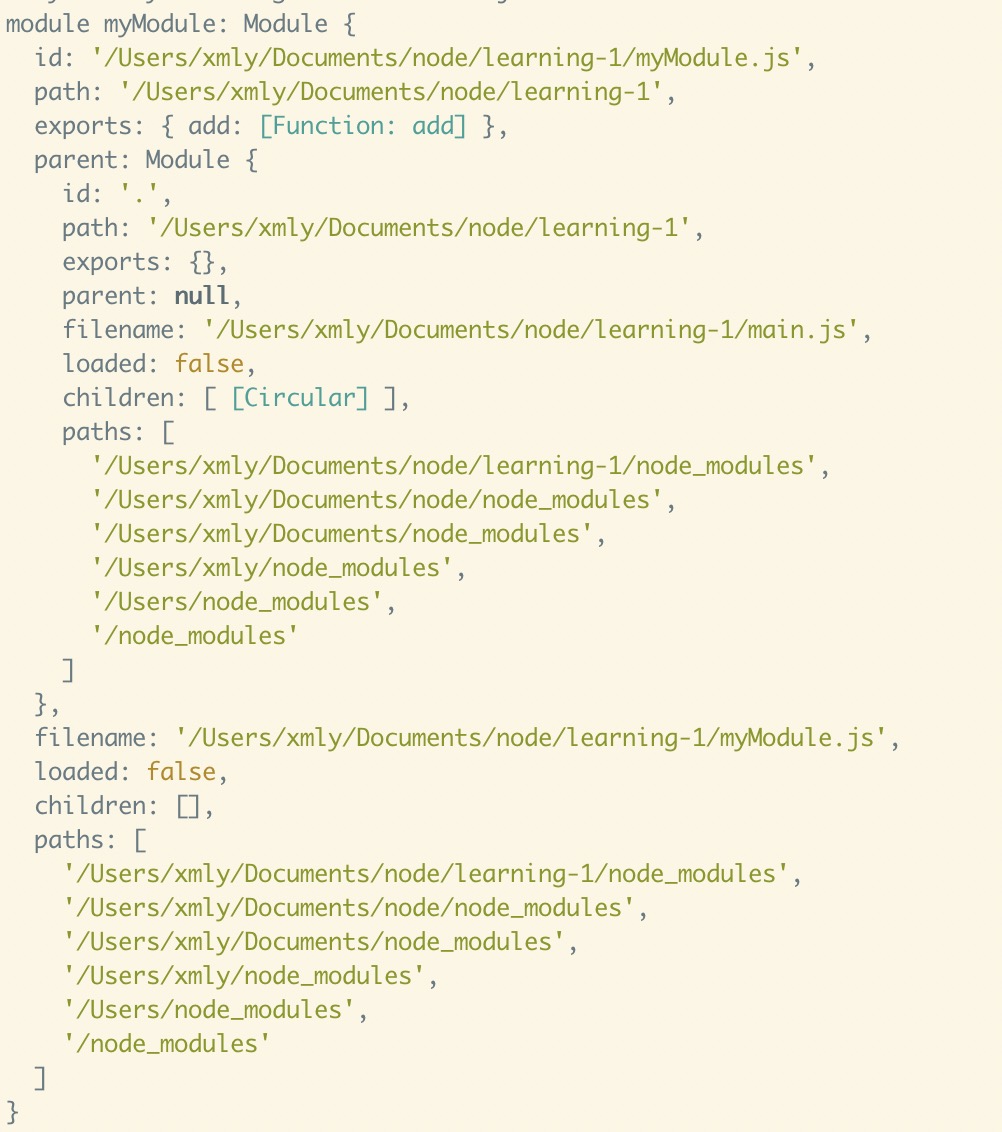 module myModule: Module {
  id: '/Users/xmly/Documents/node/learning-1/myModule.js',
  path: '/Users/xmly/Documents/node/learning-1',
  exports: { add: [Function: add] },
  parent: Module {
    id: '.',
    path: '/Users/xmly/Documents/node/learning-1',
    exports: {},
    parent: null,
    filename: '/Users/xmly/Documents/node/learning-1/main.js',
    loaded: false,
    children: [ [Circular] ],
    paths: [
      '/Users/xmly/Documents/node/learning-1/node_modules',
      '/Users/xmly/Documents/node/node_modules',
      '/Users/xmly/Documents/node_modules',
      '/Users/xmly/node_modules',
      '/Users/node_modules',
      '/node_modules'
    ]
  },
  filename: '/Users/xmly/Documents/node/learning-1/myModule.js',
  loaded: false,
  children: [],
  paths: [
    '/Users/xmly/Documents/node/learning-1/node_modules',
    '/Users/xmly/Documents/node/node_modules',
    '/Users/xmly/Documents/node_modules',
    '/Users/xmly/node_modules',
    '/Users/node_modules',
    '/node_modules'
  ]
}